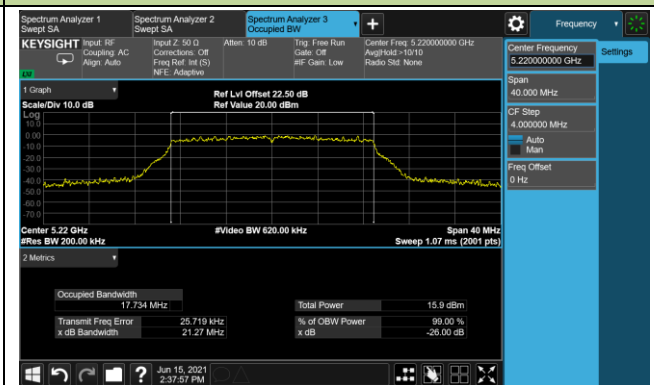 Spectrum Analyzer 1
Swept SA
Spectrum Analyzer 2
Swept SA
Spectrum Analyzer 3
Occupied BW
Frequency
KEYSIGHT
Input: RF
Coupling: AC
Align: Auto
Input Z: 50 Ω
Corrections: Off
Freq Ref: Int (S)
NFE: Adaptive
Atten: 10 dB
Trig: Free Run
Gate: Off
#IF Gain: Low
Center Freq: 5.220000000 GHz
Avg|Hold:>10/10
Radio Std: None
Center Frequency
5.220000000 GHz
Settings
Span
40.000 MHz
CF Step
4.000000 MHz
Auto
Man
Freq Offset
0 Hz
1 Graph
Scale/Div 10.0 dB
Ref Lvl Offset 22.50 dB
Ref Value 20.00 dBm
Log
10.0
0.00
-10.0
-20.0
-30.0
-40.0
-50.0
-60.0
-70.0
Center 5.22 GHz
#Res BW 200.00 kHz
#Video BW 620.00 kHz
Span 40 MHz
Sweep 1.07 ms (2001 pts)
2 Metrics
Occupied Bandwidth
17.734 MHz
Total Power 15.9 dBm
Transmit Freq Error 25.719 kHz
% of OBW Power 99.00 %
x dB Bandwidth 21.27 MHz
x dB -26.00 dB
?
Jun 15, 2021
2:37:57 PM